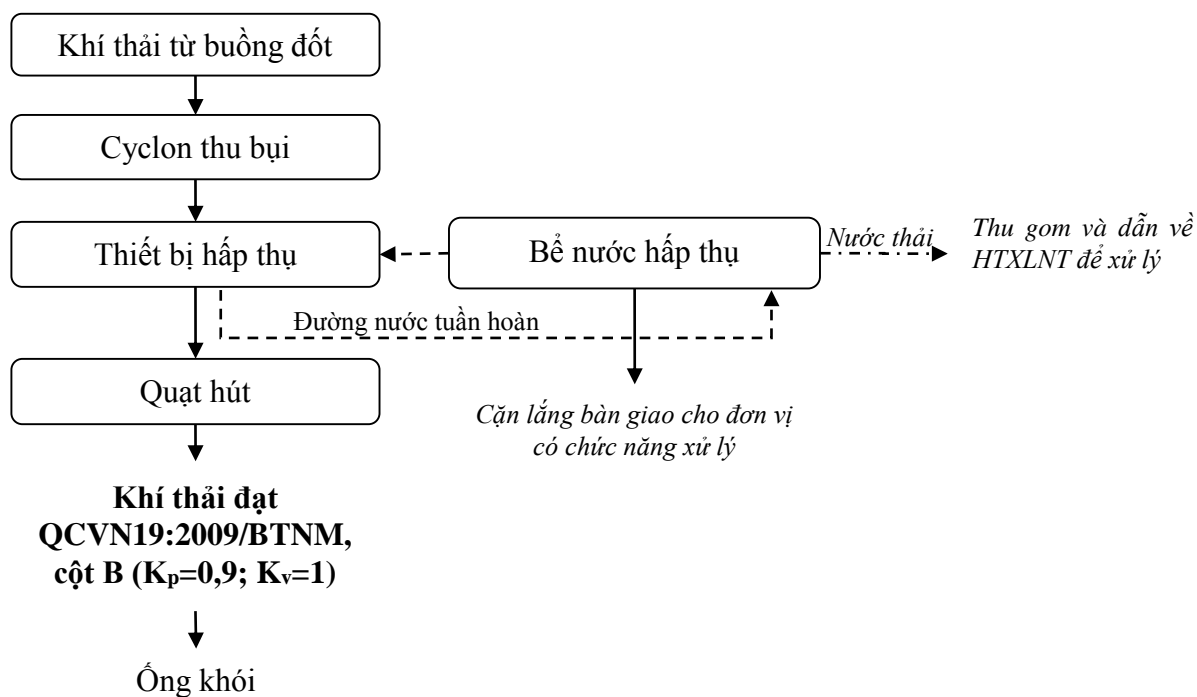 Khí thải từ buồng đốt
Cyclon thu bụi
Thiết bị hấp thụ
Bể nước hấp thụ
Nước thải
Thu gom và dẫn về
HTXLNT để xử lý
Đường nước tuần hoàn
Quạt hút
Cặn lắng bàn giao cho đơn vị
có chức năng xử lý
Khí thải đạt
QCVN19:2009/BTNM,
cột B (Kp=0,9; Kv=1)
Ống khói